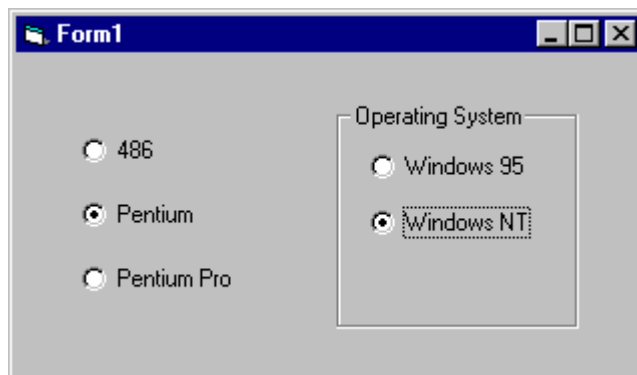 Form1
486
Pentium
Pentium Pro
Operating System
Windows 95
Windows NT